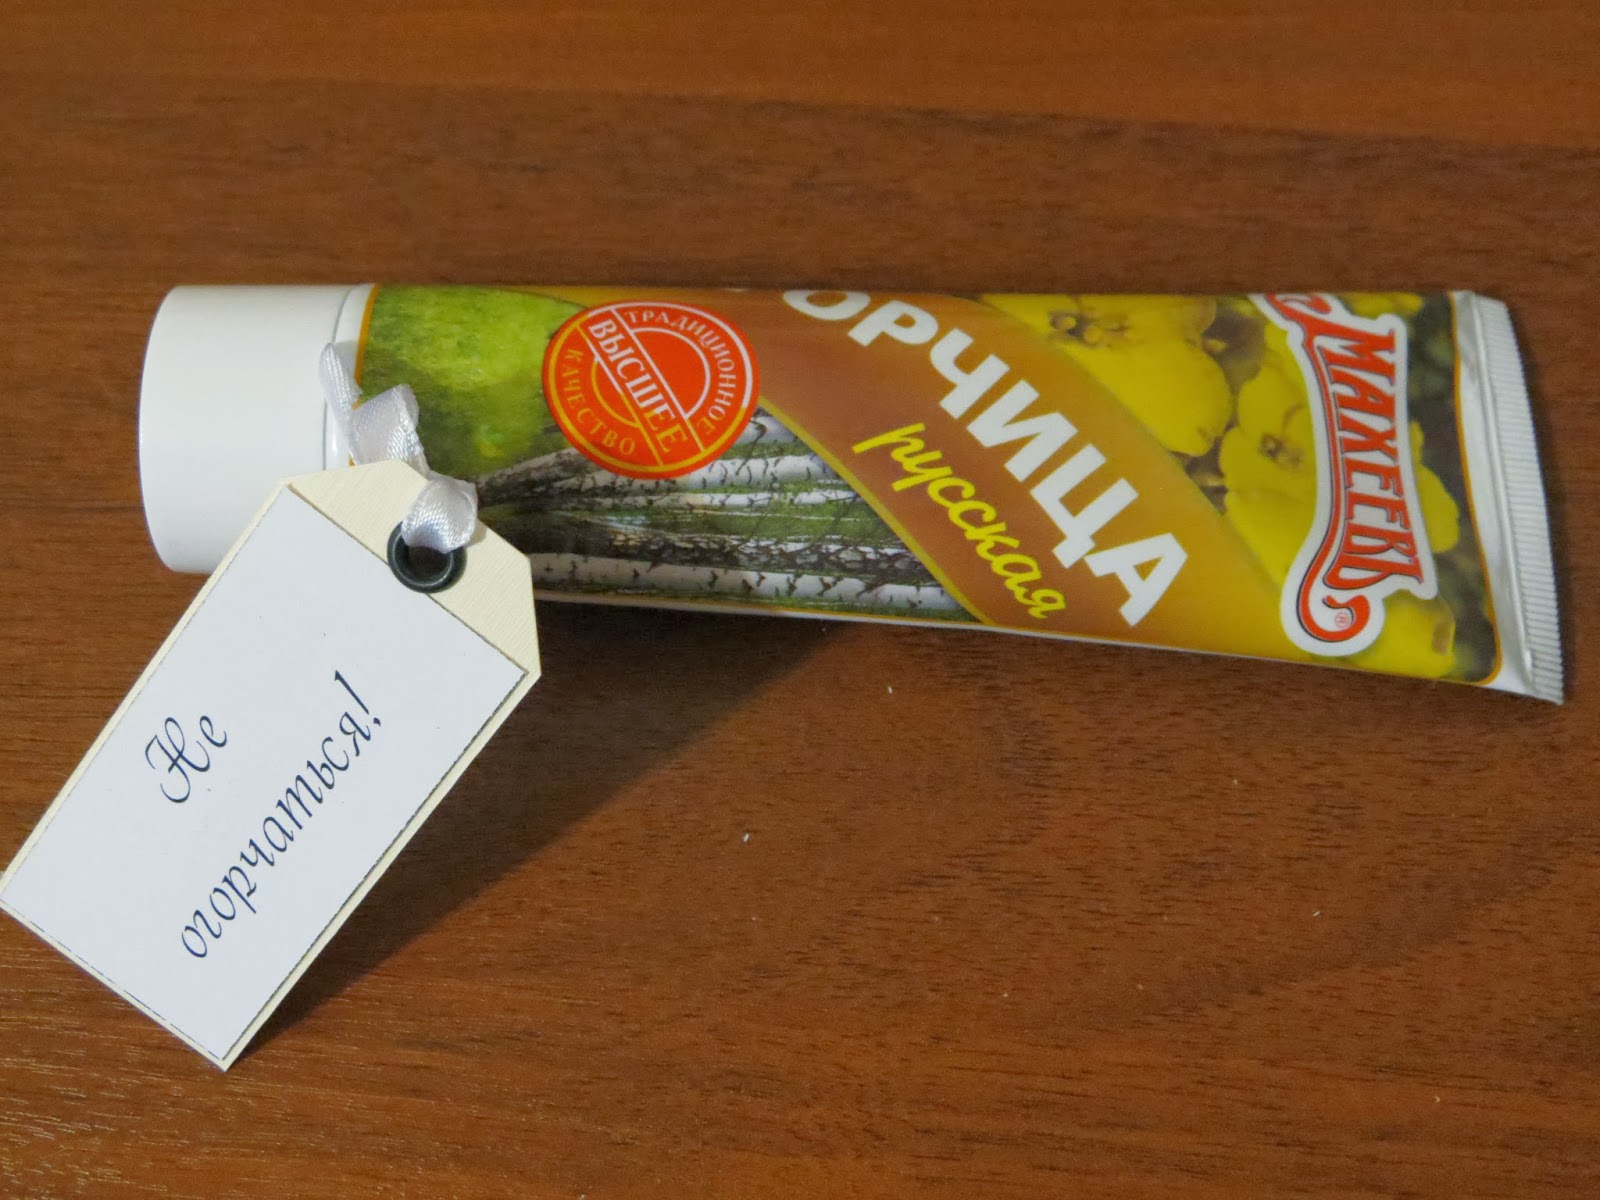 ТРАДИЦИОННОЕ
ВЫСШЕЕ
КАЧЕСТВО
ОРЧИЦА
русская
МАХЕЕВЪ
®
Не
огорчаться!